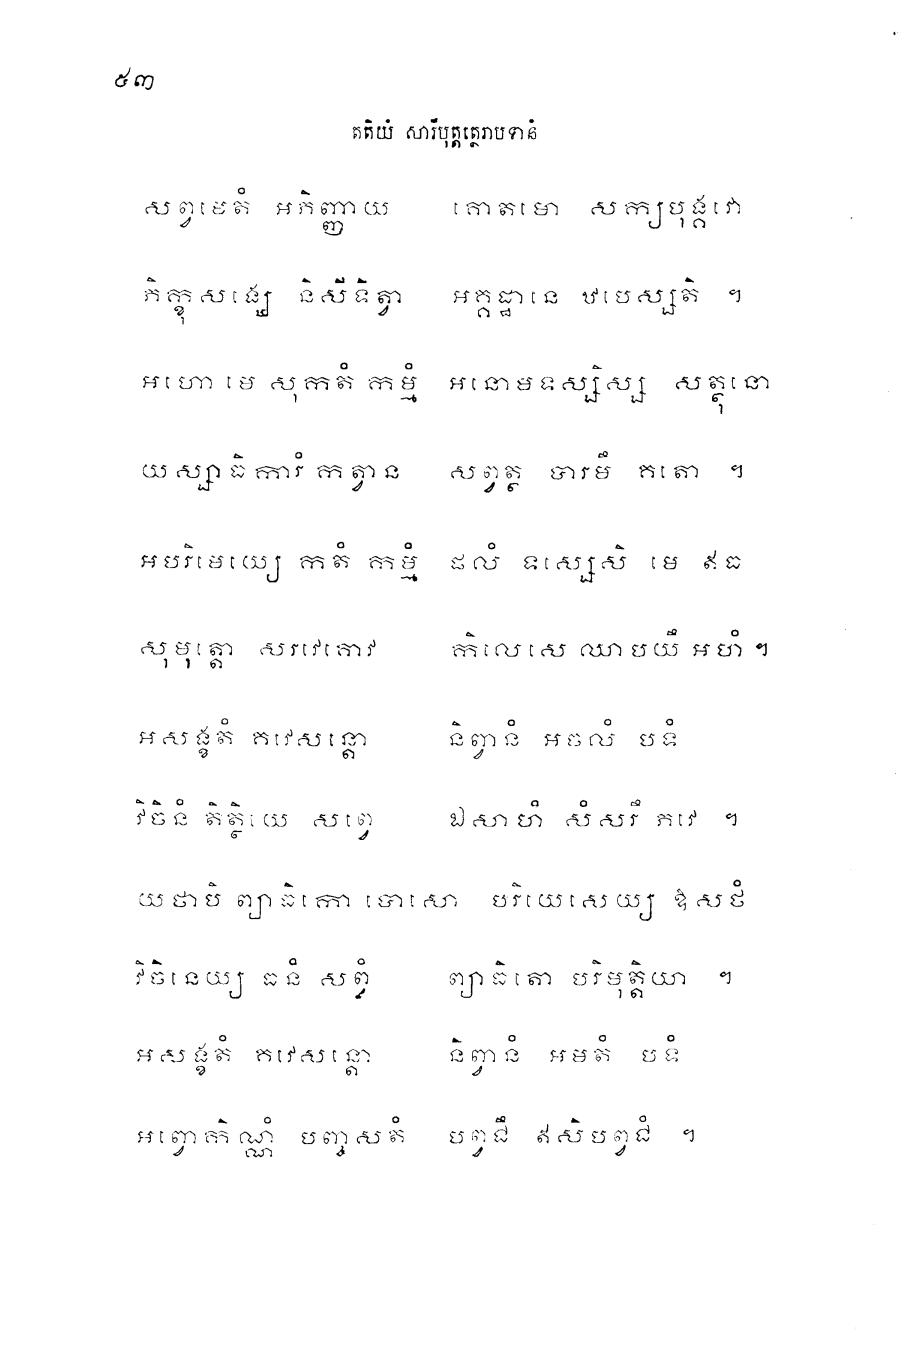 ៥៣
តតិយំ សារីបុត្តត្ថេរាបទានំ
សព្វមេតំ អភិញ្ញាយ គោតមោ សក្យបុង្គវោ
ភិក្ខុសង្ឃេ និសីទិត្វា អគ្គដ្ឋានេ ឋបេស្សតិ ។
អហោ មេ សុកតំ កម្មំ អនោមទស្សិស្ស សត្ថុនោ
យស្សាធិការំ កត្វាន សព្វត្ថ បារមឹ គតោ ។
អបរិមេយ្យេ កតំ កម្មំ ផលំ ទស្សេសិ មេ ឥធ
សុមុត្តោ សរវេគោវ កិលេសេ ឈាបយឹ អហំ ។
អសង្ខតំ គវេសន្តោ និព្វានំ អចលំ បទំ
វិចិនំ តិត្ថិយេ សព្វេ ឯសាហំ សំសរឹ ភវេ ។
យថាបិ ព្យាធិកោ បោសោ បរិយេសេយ្យ ឱសថំ
វិចិនេយ្យ ធនំ សព្វំ ព្យាធិតោ បរិមុត្តិយា ។
អសង្ខតំ គវេសន្តោ និព្វានំ អមតំ បទំ
អព្វោកិណ្ណំ បញ្ចសតំ បព្វជឹ ឥសិបព្វជំ ។